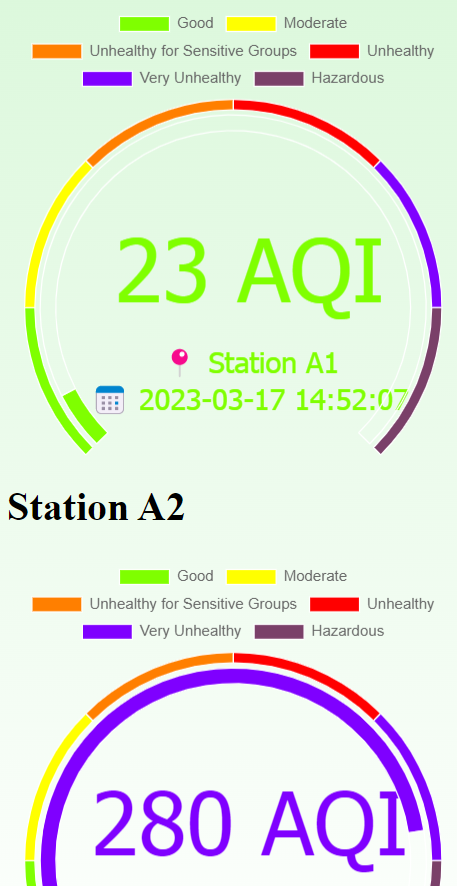 Good Moderate
Unhealthy for Sensitive Groups Unhealthy
Very Unhealthy Hazardous
23 AQI
Station A1
2023-03-17 14:52:07
Station A2
Good Moderate
Unhealthy for Sensitive Groups Unhealthy
Very Unhealthy Hazardous
280 AQI